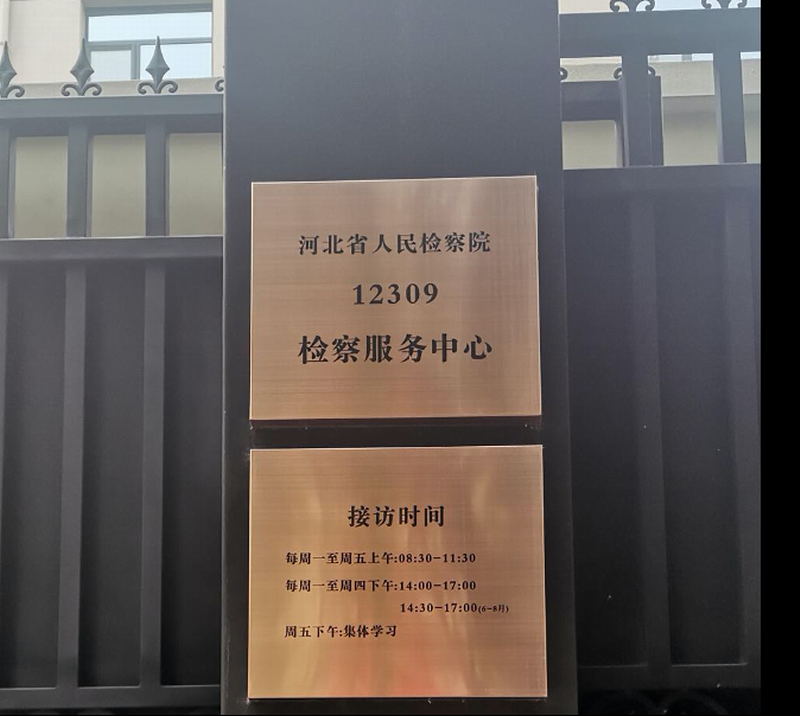 河北省人民检察院
12309
检察服务中心
接访时间
每周一至周五上午:08:30-11:30
每周一至周四下午:14:00-17:00
14:30-17:00(6-8月)
周五下午:集体学习